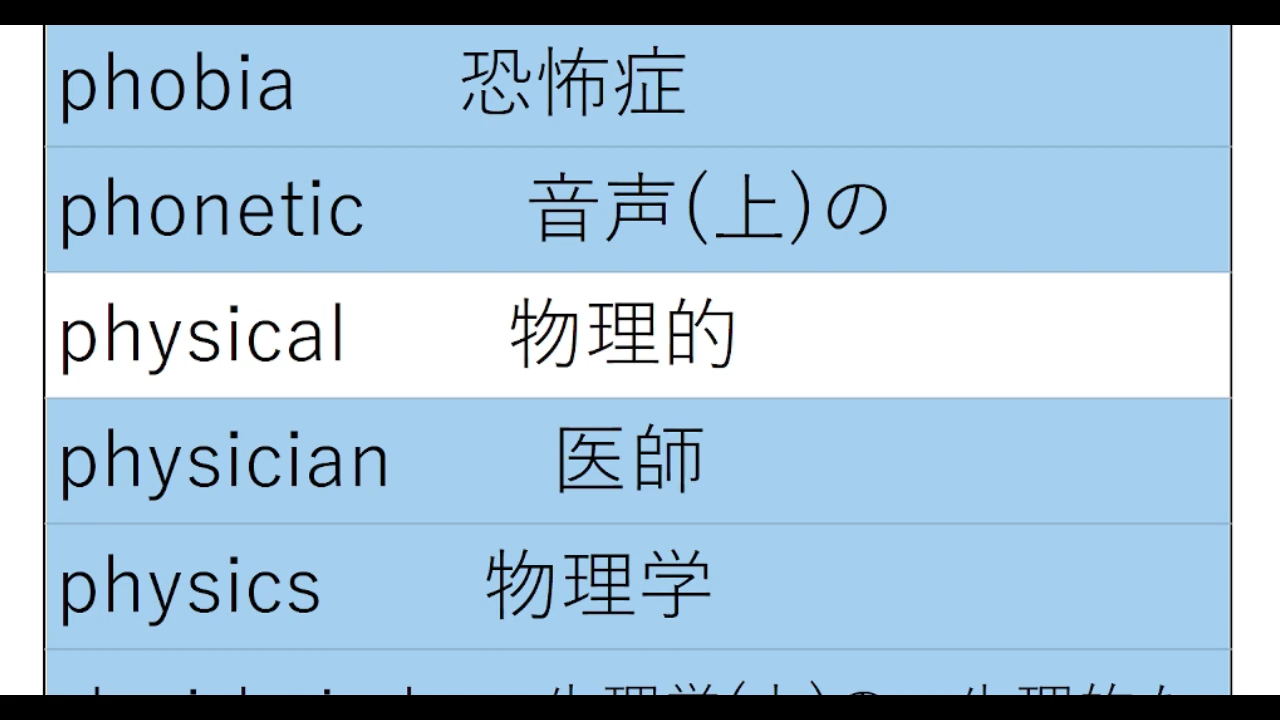 phobia 恐怖症
phonetic 音声(上)の
physical 物理的
physician 医師
physics 物理学